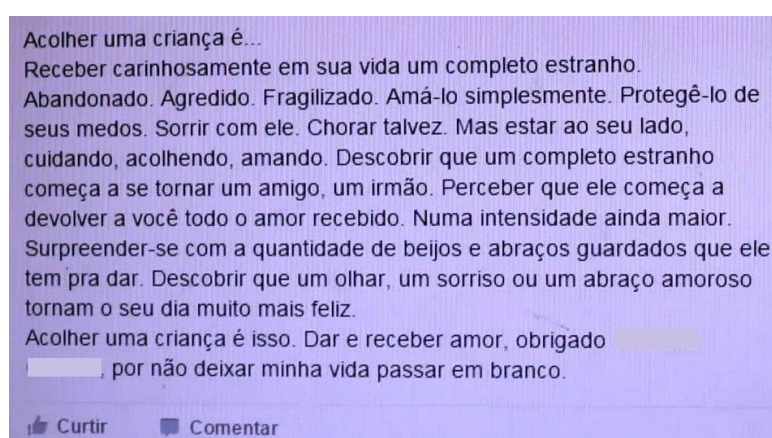 Acolher uma criança é...
Receber carinhosamente em sua vida um completo estranho.
Abandonado. Agredido. Fragilizado. Amá-lo simplesmente. Protegê-lo de
seus medos. Sorrir com ele. Chorar talvez. Mas estar ao seu lado,
cuidando, acolhendo, amando. Descobrir que um completo estranho
começa a se tornar um amigo, um irmão. Perceber que ele começa a
devolver a você todo o amor recebido. Numa intensidade ainda maior.
Surpreender-se com a quantidade de beijos e abraços guardados que ele
tem pra dar. Descobrir que um olhar, um sorriso ou um abraço amoroso
tornam o seu dia muito mais feliz.
Acolher uma criança é isso. Dar e receber amor, obrigado
, por não deixar minha vida passar em branco.
Curtir Comentar